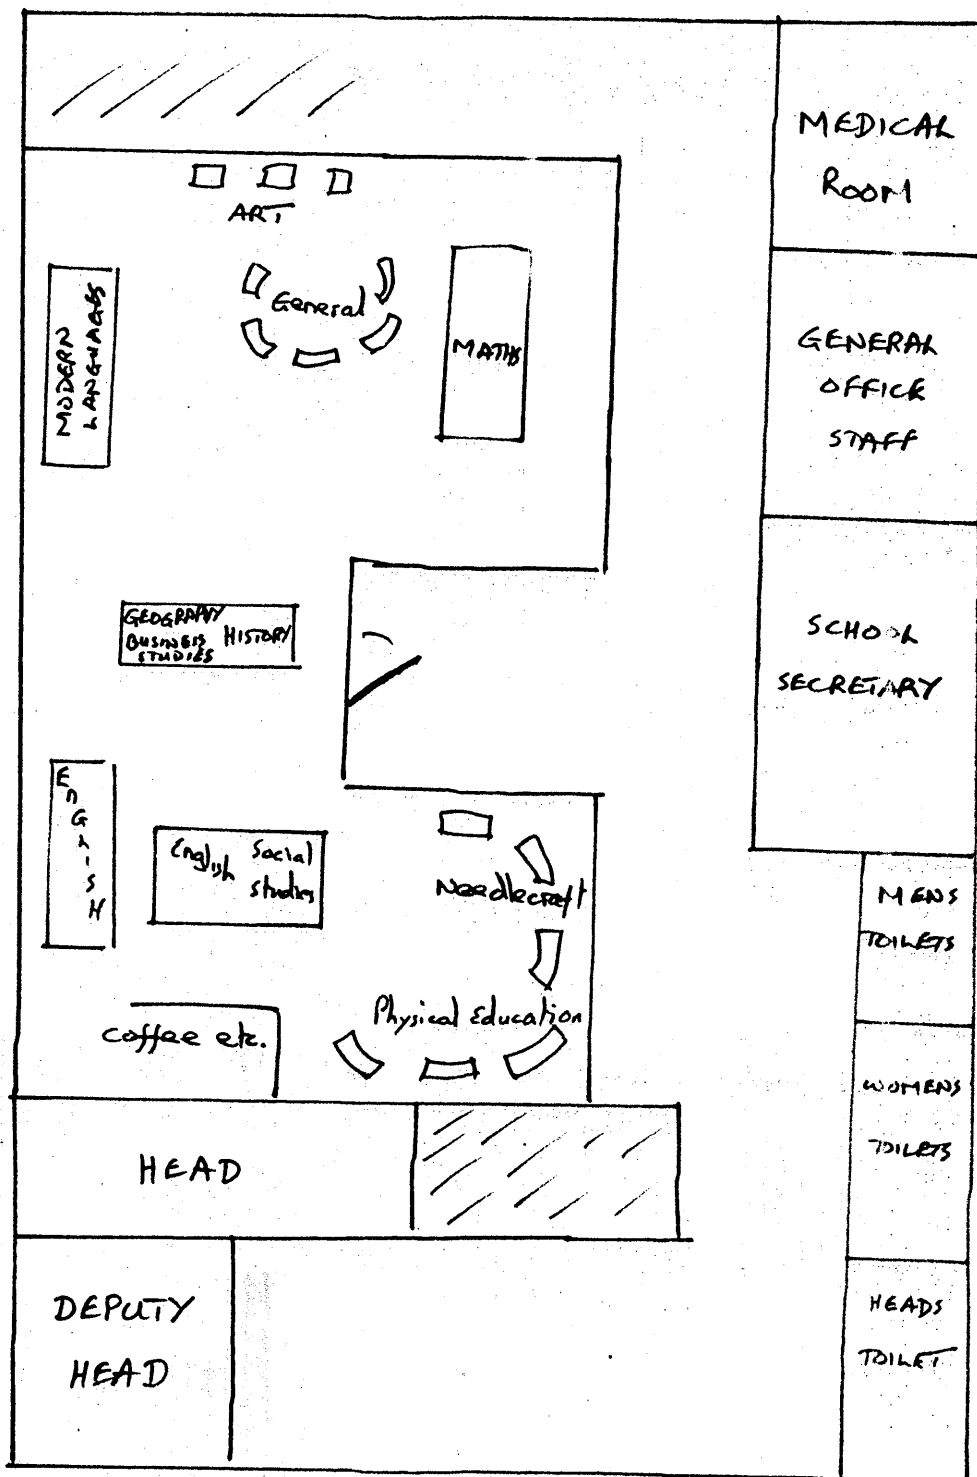 MEDICAL
ROOM
ART
General
MODERN
LANGUAGES
MATHS
GENERAL
OFFICE
STAFF
GEOGRAPHY
BUSINESS
STUDIES
HISTORY
SCHOOL
SECRETARY
ENGLISH
English
Social
studies
Needlecraft
MENS
TOILETS
Physical Education
coffee etc.
WOMENS
TOILETS
HEAD
DEPUTY
HEAD
HEADS
TOILET